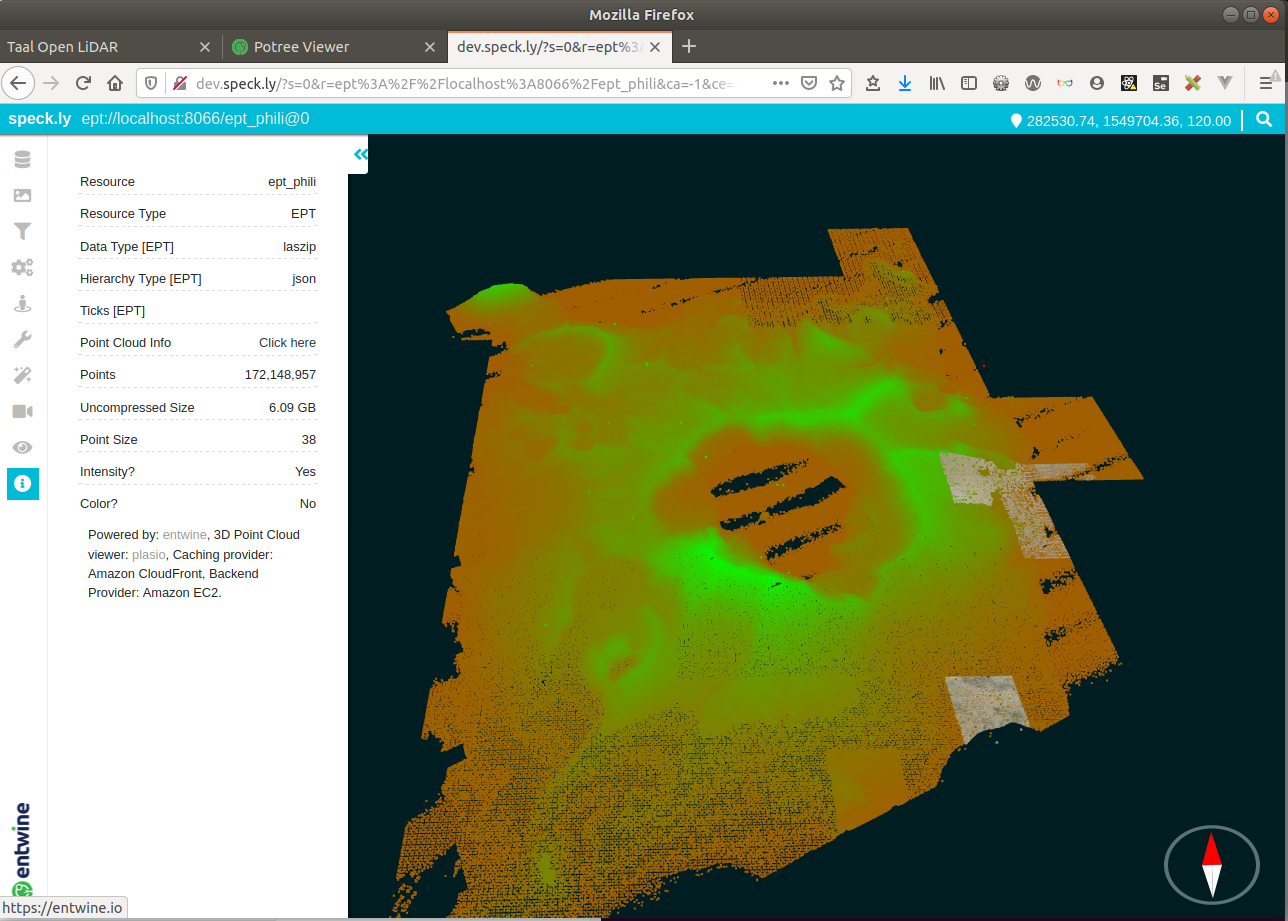 Mozilla Firefox
Taal Open LiDAR
Potree Viewer
dev.speck.ly/?s=0&r=ept%3A
dev.speck.ly/?s=0&r=ept%3A%2F%2Flocalhost%3A8066%2Fept_phili&ca=-1&ce=
Se
speck.ly ept://localhost:8066/ept_phili@0
282530.74, 1549704.36, 120.00
Resource ept_phili
Resource Type EPT
Data Type [EPT] laszip
Hierarchy Type [EPT] json
Ticks [EPT]
Point Cloud Info Click here
Points 172,148,957
Uncompressed Size 6.09 GB
Point Size 38
Intensity? Yes
Color? No
Powered by: entwine, 3D Point Cloud
viewer: plasio, Caching provider:
Amazon CloudFront, Backend
Provider: Amazon EC2.
entwine
https://entwine.io